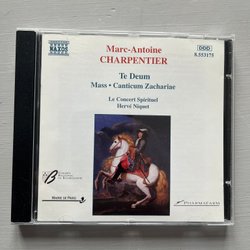 NAXOS
DDD
8.553175
Marc-Antoine
CHARPENTIER
Te Deum
Mass • Canticum Zachariae
Le Concert Spirituel
Hervé Niquet